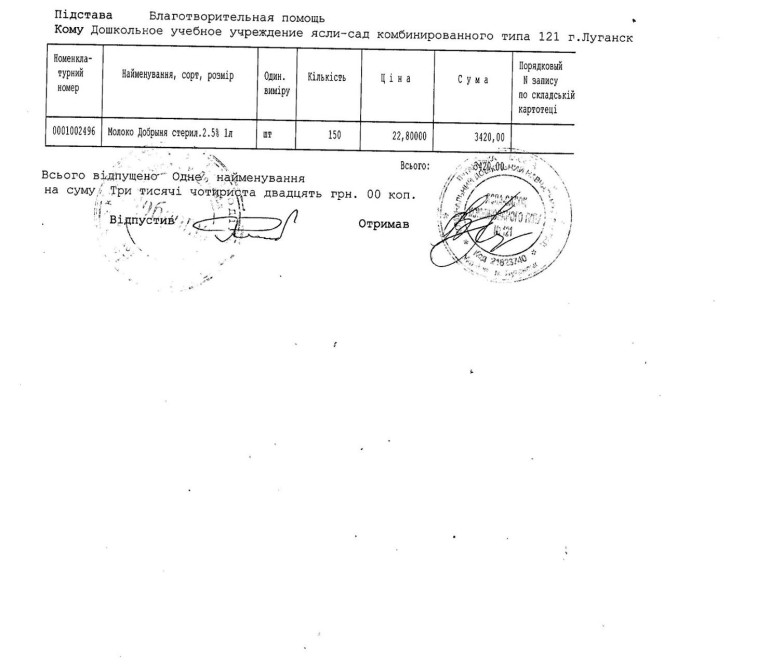 Підстава Благотворительная помощь
Кому Дошкольное учебное учреждение ясли-сад комбинированного типа 121 г.Луганск
Номенкла-
турний
номер
Найменування, сорт, розмір
Один.
виміру
Кількість
Ціна
Сума
Порядковый
N запису
по складській
картотеці
0001002496 Молоко Добрыня стерил.2.5% 1л шт 150 22,80000 3420,00
Всього: 3420,00
Всього відпущено Одне найменування
на суму Три тисячі чотириста двадцять грн. 00 коп.
Відпустив Отримав
Код 21823740